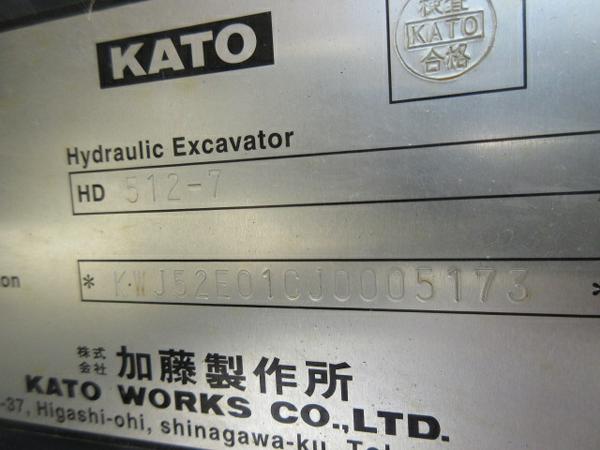 KATO
検査
KATO
合格
Hydraulic Excavator
HD 512-7
* KWJ52E01CJ0005173 *
株式会社 加藤製作所
KATO WORKS CO.,LTD.
-37, Higashi-ohi, shinagawa-ku,